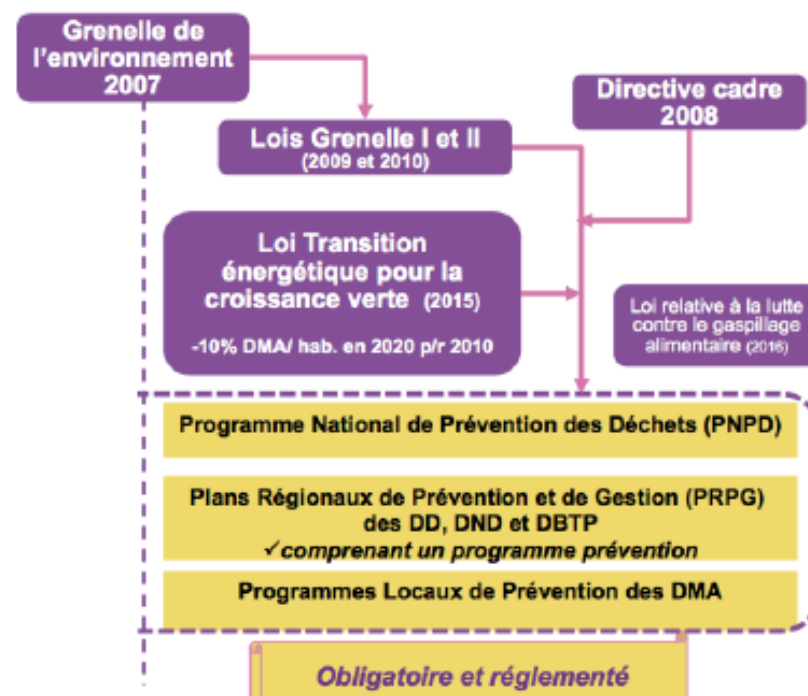 Grenelle de
l'environnement
2007
Directive cadre
2008
Lois Grenelle I et II
(2009 et 2010)
Loi Transition
énergétique pour la
croissance verte (2015)
-10% DMA/ hab. en 2020 p/r 2010
Loi relative à la lutte
contre le gaspillage
alimentaire (2016)
Programme National de Prévention des Déchets (PNPD)
Plans Régionaux de Prévention et de Gestion (PRPG)
des DD, DND et DBTP
✓comprenant un programme prévention
Programmes Locaux de Prévention des DMA
Obligatoire et réglementé